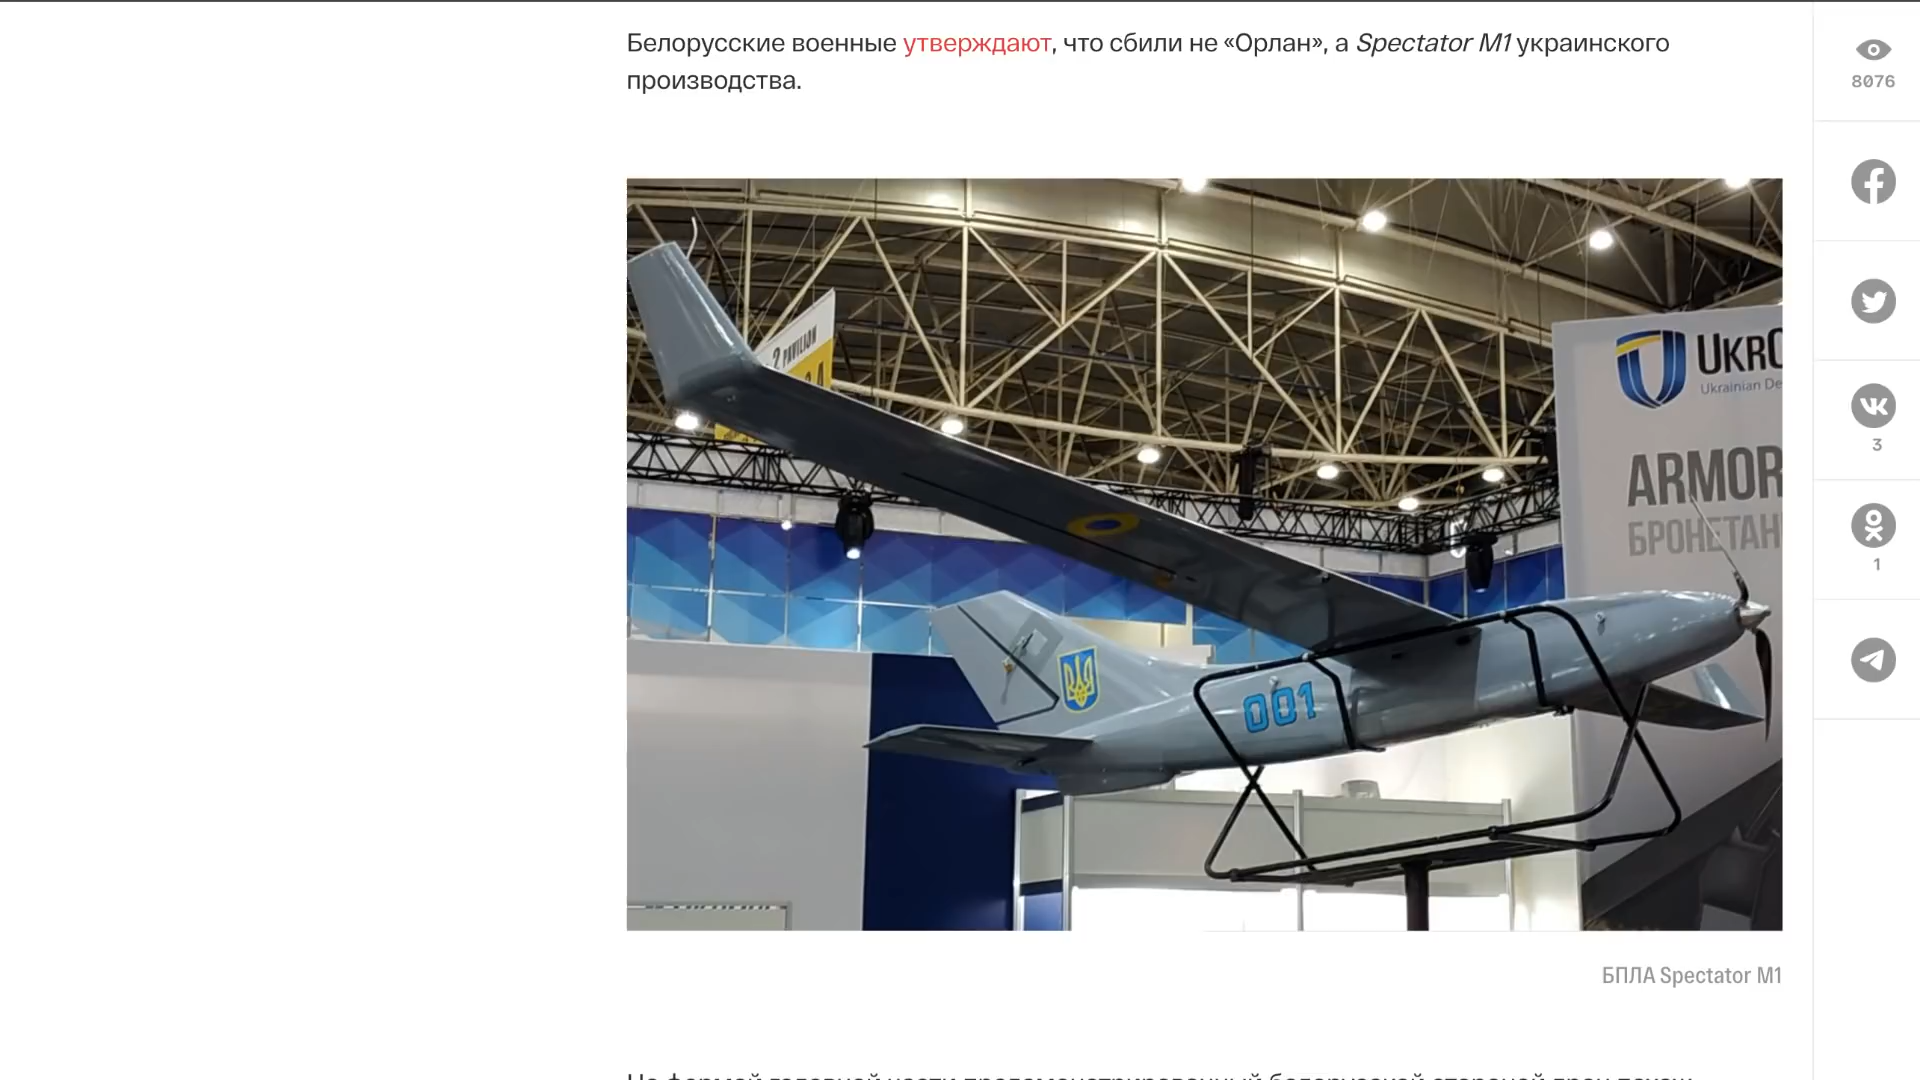 Белорусские военные утверждают, что сбили не «Орлан», а Spectator M1 украинского
производства.
8076
2 PAVILION
UKRO
Ukrainian De
ARMOR
БРОНЕТАН
3
1
001
БПЛА Spectator M1